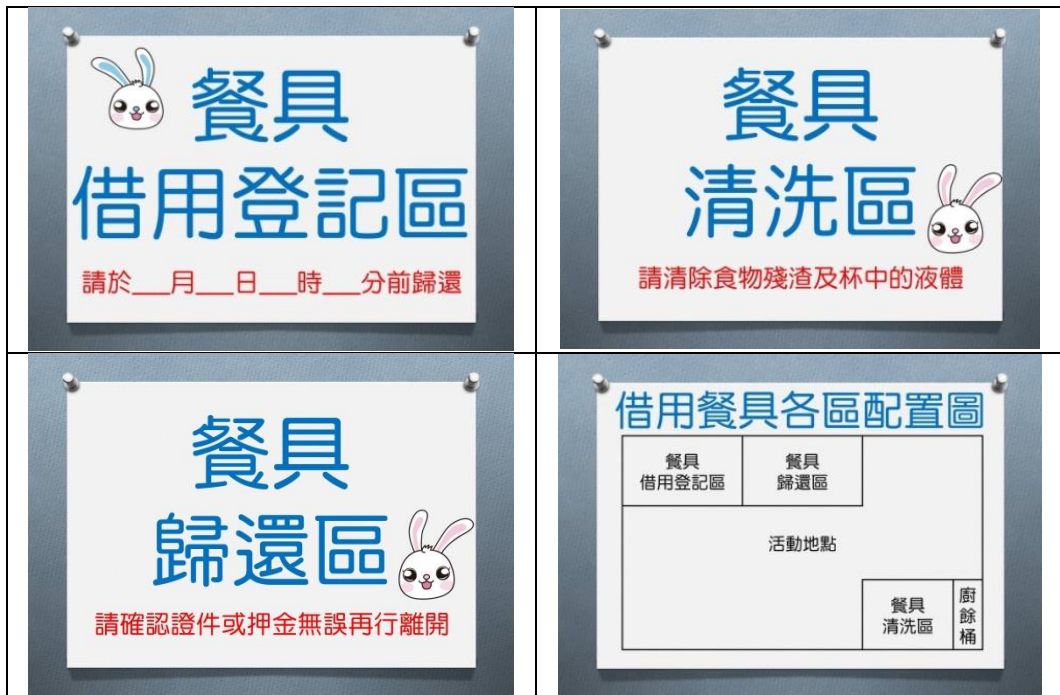 餐具
借用登記區
請於___月___日___時___分前歸還
餐具
清洗區
請清除食物殘渣及杯中的液體
餐具
歸還區
請確認證件或押金無誤再行離開
借用餐具各區配置圖
餐具
借用登記區
餐具
歸還區
活動地點
餐具
清洗區
廚餘桶